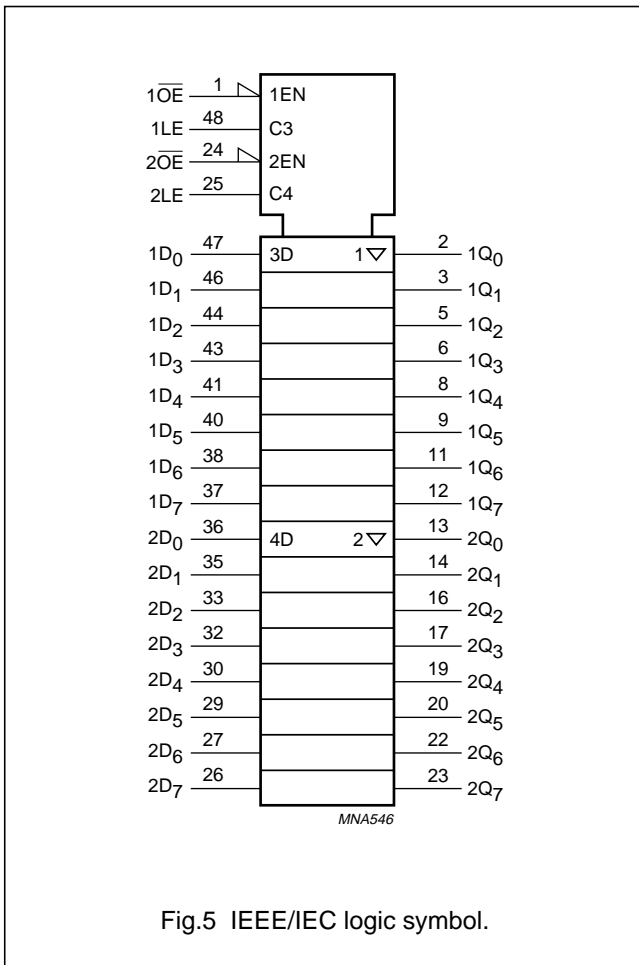 1OE 1 1EN
1LE 48 C3
2OE 24 2EN
2LE 25 C4
1D0 47 3D 1▽ 2 1Q0
1D1 46 3 1Q1
1D2 44 5 1Q2
1D3 43 6 1Q3
1D4 41 8 1Q4
1D5 40 9 1Q5
1D6 38 11 1Q6
1D7 37 12 1Q7
2D0 36 4D 2▽ 13 2Q0
2D1 35 14 2Q1
2D2 33 16 2Q2
2D3 32 17 2Q3
2D4 30 19 2Q4
2D5 29 20 2Q5
2D6 27 22 2Q6
2D7 26 23 2Q7
MNA546
Fig.5 IEEE/IEC logic symbol.